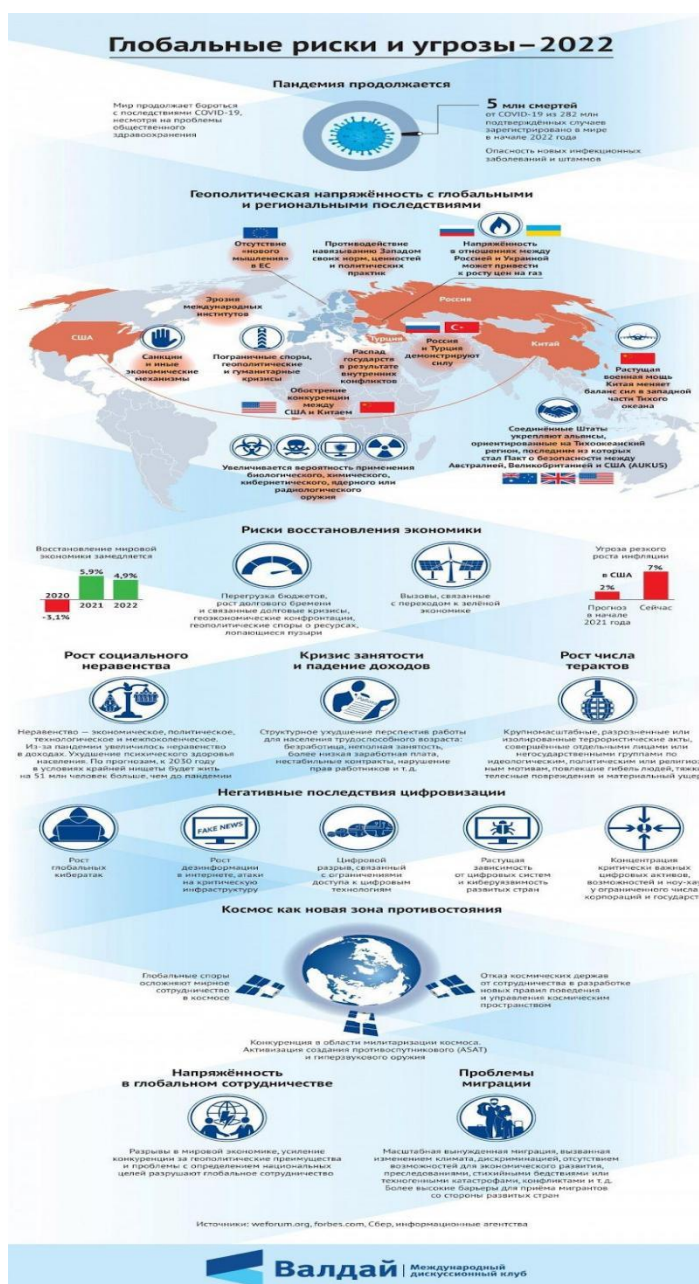 Глобальные риски и угрозы–2022
Пандемия продолжается
Мир продолжает бороться
с последствиями COVID-19,
несмотря на проблемы
общественного
здравоохранения
5 млн смертей
от COVID-19 из 282 млн
подтверждённых случаев
зарегистрировано в мире
в начале 2022 года
Опасность новых инфекционных
заболеваний и штаммов
Геополитическая напряжённость с глобальными
и региональными последствиями
Отсутствие
«нового
мышления»
в ЕС
Противодействие
навязыванию Западом
своих норм, ценностей
и политических
практик
Напряжённость
в отношениях между
Россией и Украиной
может привести
к росту цен на газ
Эрозия
международных
институтов
Россия
США
Турция
Китай
Санкции
и иные
экономические
механизмы
Пограничные споры,
геополитические
и гуманитарные
кризисы
Распад
государств
в результате
внутренних
конфликтов
Россия
и Турция
демонстрируют
силу
Растущая
военная мощь
Китая меняет
баланс сил в западной
части Тихого
океана
Обострение
конкуренции
между
США и Китаем
Соединённые Штаты
укрепляют альянсы,
ориентированные на Тихоокеанский
регион, последним из которых
стал Пакт о безопасности между
Австралией, Великобританией и США (AUKUS)
Увеличивается вероятность применения
биологического, химического,
кибернетического, ядерного или
радиологического
оружия
Риски восстановления экономики
Восстановление мировой
экономики замедляется
2020
-3,1%
5,9%
2021
4,9%
2022
Перегрузка бюджетов,
рост долгового бремени
и связанные долговые кризисы,
геоэкономические конфронтации,
геополитические споры о ресурсах,
лопающиеся пузыри
Вызовы, связанные
с переходом к зелёной
экономике
Угроза резкого
роста инфляции
в США
7%
2%
Прогноз
в начале
2021 года
Сейчас
Рост социального
неравенства
Неравенство — экономическое, политическое,
технологическое и межпоколенческое.
Из-за пандемии увеличилось неравенство
в доходах. Ухудшение психического здоровье
населения. По прогнозам, к 2030 году
в условиях крайней нищеты будет жить
на 51 млн человек больше, чем до пандемии
Кризис занятости
и падение доходов
Структурное ухудшение перспектив работы
для населения трудоспособного возраста:
безработица, неполная занятость,
более низкая заработная плата,
нестабильные контракты, нарушение
прав работников и т.д.
Рост числа
терактов
Крупномасштабные, разрозненные или
изолированные террористические акты,
совершённые отдельными лицами или
негосударственными группами по
идеологическим, политическим или религиоз
ным мотивам, повлекшие гибель людей, тяжки
телесные повреждения и материальный ущер
Негативные последствия цифровизации
FAKE NEWS
Рост
глобальных
кибератак
Рост
дезинформации
в интернете, атаки
на критическую
инфраструктуру
Цифровой
разрыв, связанный
с ограничениями
доступа к цифровым
технологиям
Растущая
зависимость
от цифровых систем
и киберуязвимость
развитых стран
Концентрация
критически важных
цифровых активов,
возможностей и ноу-хау
у ограниченного числа
корпораций и государст
Космос как новая зона противостояния
Глобальные споры
осложняют мирное
сотрудничество
в космосе
Отказ космических держав
от сотрудничества в разработке
новых правил поведения
и управления космическим
пространством
Конкуренция в области милитаризации космоса.
Активизация создания противоспутникового (ASAT)
и гиперзвукового оружия
Напряжённость
в глобальном сотрудничестве
Разрывы в мировой экономике, усиление
конкуренции за геополитические преимущества
и проблемы с определением национальных
целей разрушают глобальное сотрудничество
Проблемы
миграции
Масштабная вынужденная миграция, вызванная
изменением климата, дискриминацией, отсутствием
возможностей для экономического развития,
преследованиями, стихийными бедствиями или
техногенными катастрофами, конфликтами и т.д.
Более высокие барьеры для приёма мигрантов
со стороны развитых стран
Источники: weforum.org, forbes.com, Сбер, информационные агентства
Валдай
Международный
дискуссионный клуб